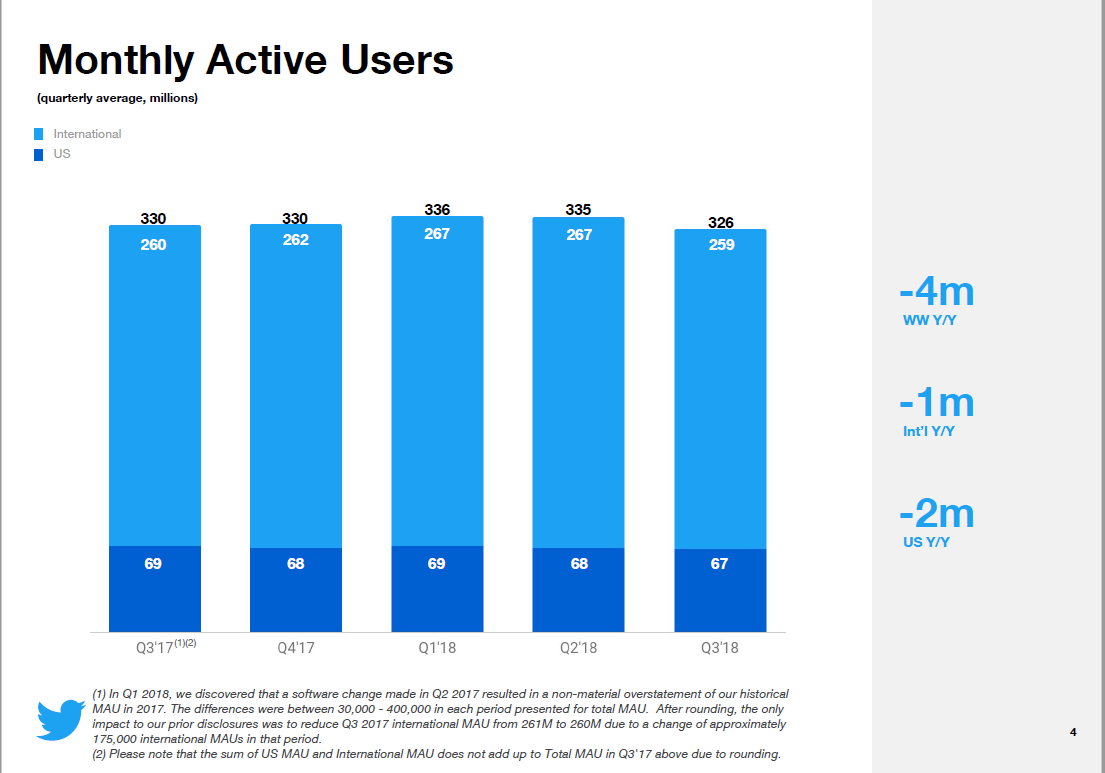 Monthly Active Users
(quarterly average, millions)
International
US
330 330 336 335 326
260 262 267 267 259
69 68 69 68 67
Q3'17(1)(2) Q4'17 Q1'18 Q2'18 Q3'18
-4m
WW Y/Y
-1m
Int'l Y/Y
-2m
US Y/Y
(1) In Q1 2018, we discovered that a software change made in Q2 2017 resulted in a non-material overstatement of our historical
MAU in 2017. The differences were between 30,000 - 400,000 in each period presented for total MAU.  After rounding, the only
impact to our prior disclosures was to reduce Q3 2017 international MAU from 261M to 260M due to a change of approximately
175,000 international MAUs in that period.
(2) Please note that the sum of US MAU and International MAU does not add up to Total MAU in Q3'17 above due to rounding.
4